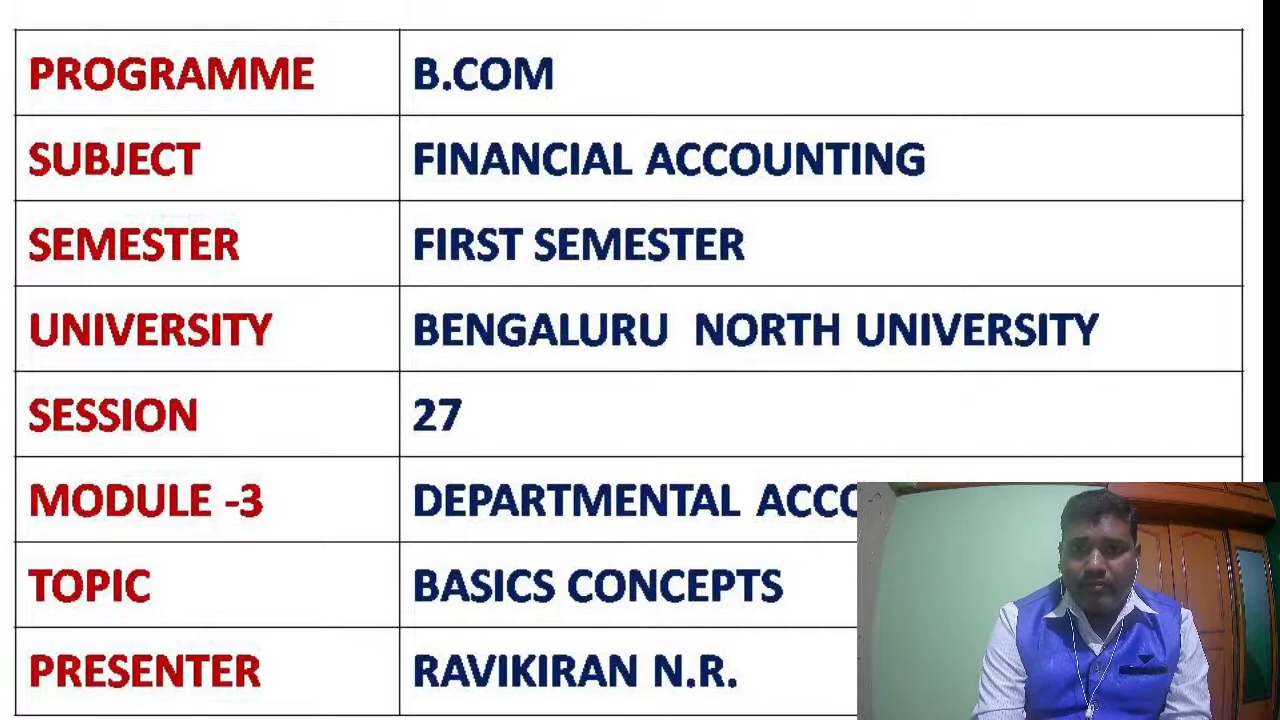 PROGRAMME B.COM
SUBJECT FINANCIAL ACCOUNTING
SEMESTER FIRST SEMESTER
UNIVERSITY BENGALURU NORTH UNIVERSITY
SESSION 27
MODULE -3 DEPARTMENTAL
TOPIC BASICS CONCEPTS
PRESENTER RAVIKIRAN N.R.